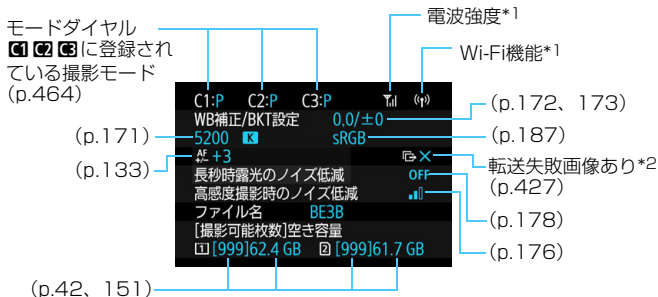 モードダイヤル
C1 C2 C3に登録され
ている撮影モード
(p.464)
電波強度*1
Wi-Fi機能*1
C1:P C2:P C3:P
WB補正/BKT設定 0,0/±0
5200 K sRGB
AF +/- +3
長秒時露光のノイズ低減 OFF
高感度撮影時のノイズ低減
ファイル名 BE3B
[撮影可能枚数]空き容量
1 [999]62.4 GB 2 [999]61.7 GB
(p.171)
(p.133)
(p.172、173)
(p.187)
転送失敗画像あり*2
(p.427)
(p.178)
(p.176)
(p.42、151)